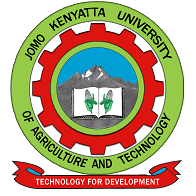 JOMO KENYATTA UNIVERSITY
OF AGRICULTURE AND TECHNOLOGY
TECHNOLOGY FOR DEVELOPMENT